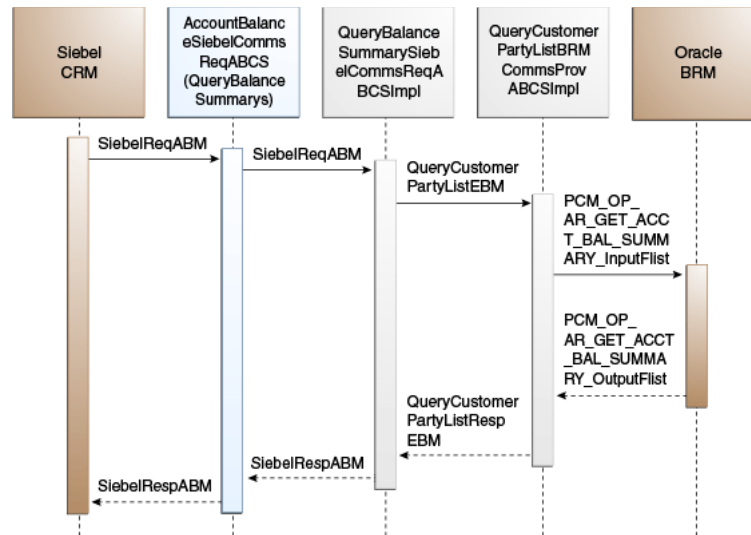 Siebel
CRM
AccountBalanc
eSiebelComms
ReqABCS
(QueryBalance
Summarys)
QueryBalance
SummarySieb
elCommsReqA
BCSImpl
QueryCustomer
PartyListBRM
CommsProv
ABCSImpl
Oracle
BRM
SiebelReqABM
SiebelReqABM
QueryCustomer
PartyListEBM
PCM_OP_
AR_GET_ACC
T_BAL_SUMM
ARY_InputFlist
PCM_OP_
AR_GET_ACCT
_BAL_SUMMA
RY_OutputFlist
QueryCustomer
PartyListResp
EBM
SiebelRespABM
SiebelRespABM